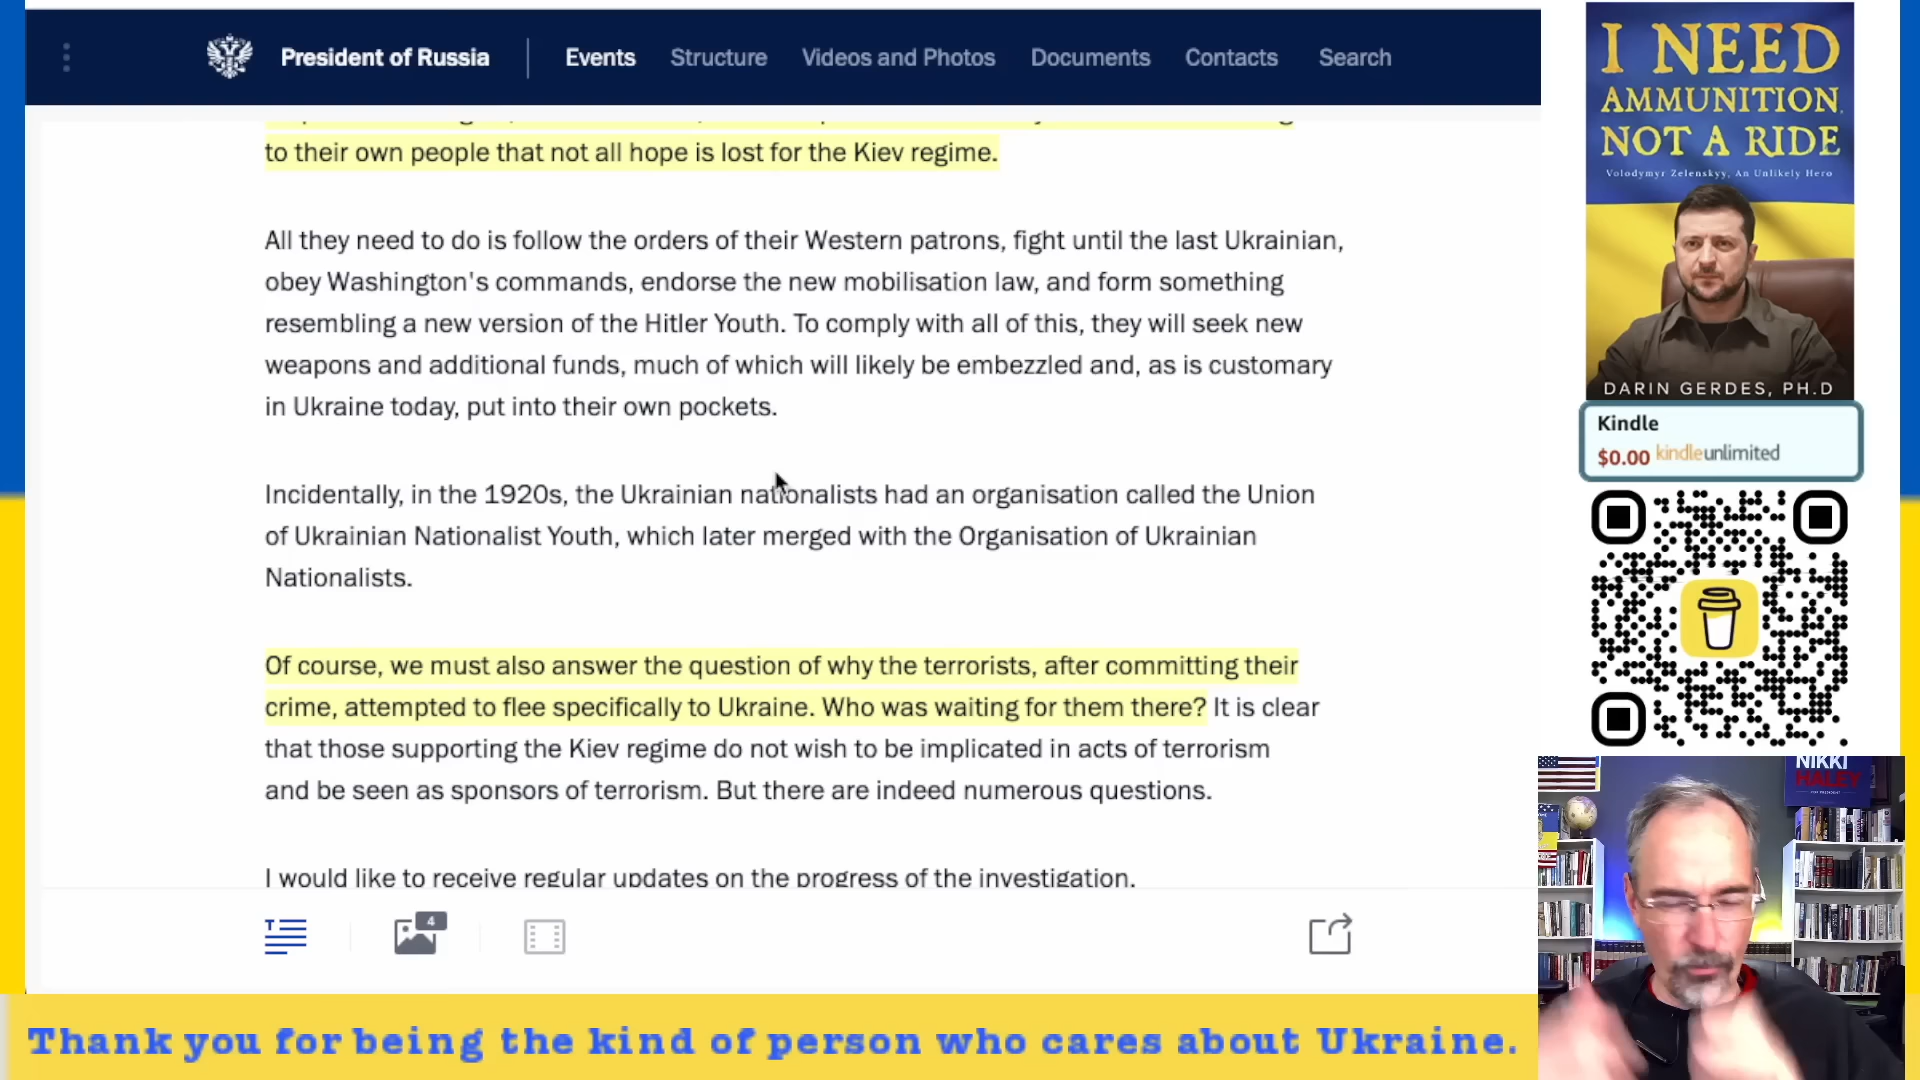 President of Russia
Events
Structure
Videos and Photos
Documents
Contacts
Search
to their own people that not all hope is lost for the Kiev regime.
All they need to do is follow the orders of their Western patrons, fight until the last Ukrainian,
obey Washington's commands, endorse the new mobilisation law, and form something
resembling a new version of the Hitler Youth. To comply with all of this, they will seek new
weapons and additional funds, much of which will likely be embezzled and, as is customary
in Ukraine today, put into their own pockets.
Incidentally, in the 1920s, the Ukrainian nationalists had an organisation called the Union
of Ukrainian Nationalist Youth, which later merged with the Organisation of Ukrainian
Nationalists.
Of course, we must also answer the question of why the terrorists, after committing their
crime, attempted to flee specifically to Ukraine. Who was waiting for them there? It is clear
that those supporting the Kiev regime do not wish to be implicated in acts of terrorism
and be seen as sponsors of terrorism. But there are indeed numerous questions.
I would like to receive regular updates on the progress of the investigation.
4
I NEED
AMMUNITION,
NOT A RIDE
Volodymyr Zelenskyy, An Unlikely Hero
DARIN GERDES, PH.D
Kindle
$0.00 kindleunlimited
NIKKI
HALEY
Thank you for being the kind of person who cares about Ukraine.